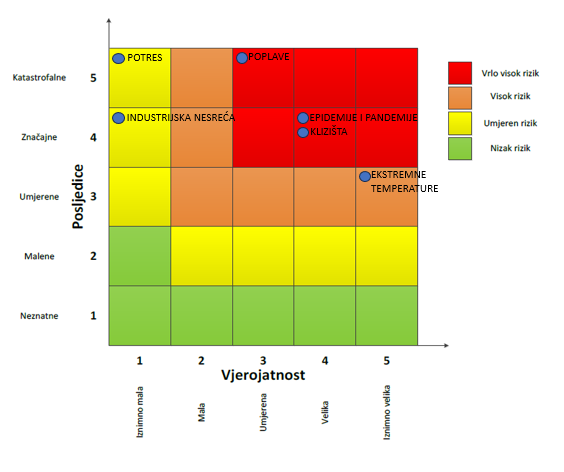 POTRES
POPLAVE
Katastrofalne 5
Vrlo visok rizik
Visok rizik
Umjeren rizik
Nizak rizik
INDUSTRIJSKA NESREĆA
EPIDEMIJE I PANDEMIJE
KLIZIŠTA
Značajne 4
EKSTREMNE
TEMPERATURE
Umjerene 3
Posljedice
Malene 2
Neznatne 1
1 2 3 4 5
Vjerojatnost
Iznimno mala
Mala
Umjerena
Velika
Iznimno velika